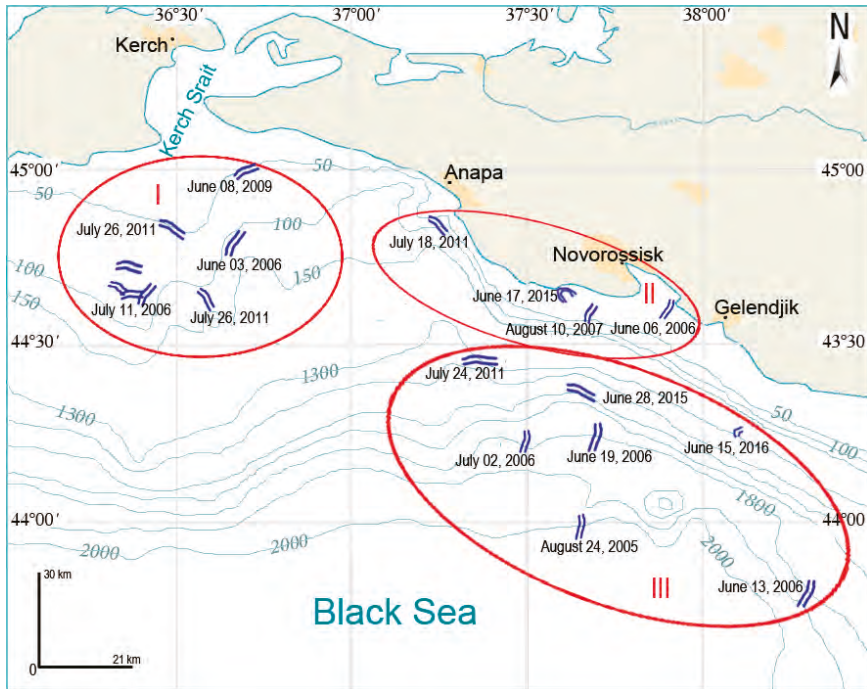 36°30′ 37°00′ 37°30′ 38°00′
N
Kerch
Kerch Srait
45°00′ 45°00′
50
50
June 08, 2009
Anapa
I
100
July 26, 2011
July 18, 2011
June 03, 2006
150
Novorossisk
100
II
June 17, 2015
150
July 11, 2006
July 26, 2011
August 10, 2007
June 06, 2006
Gelendjik
44°30′ 43°30′
July 24, 2011
1300
June 28, 2015
1300
50
100
July 02, 2006
June 19, 2006
June 15, 2016
1800
44°00′ 44°00′
2000
2000
2000
August 24, 2005
III
June 13, 2006
30 km
Black Sea
21 km
0